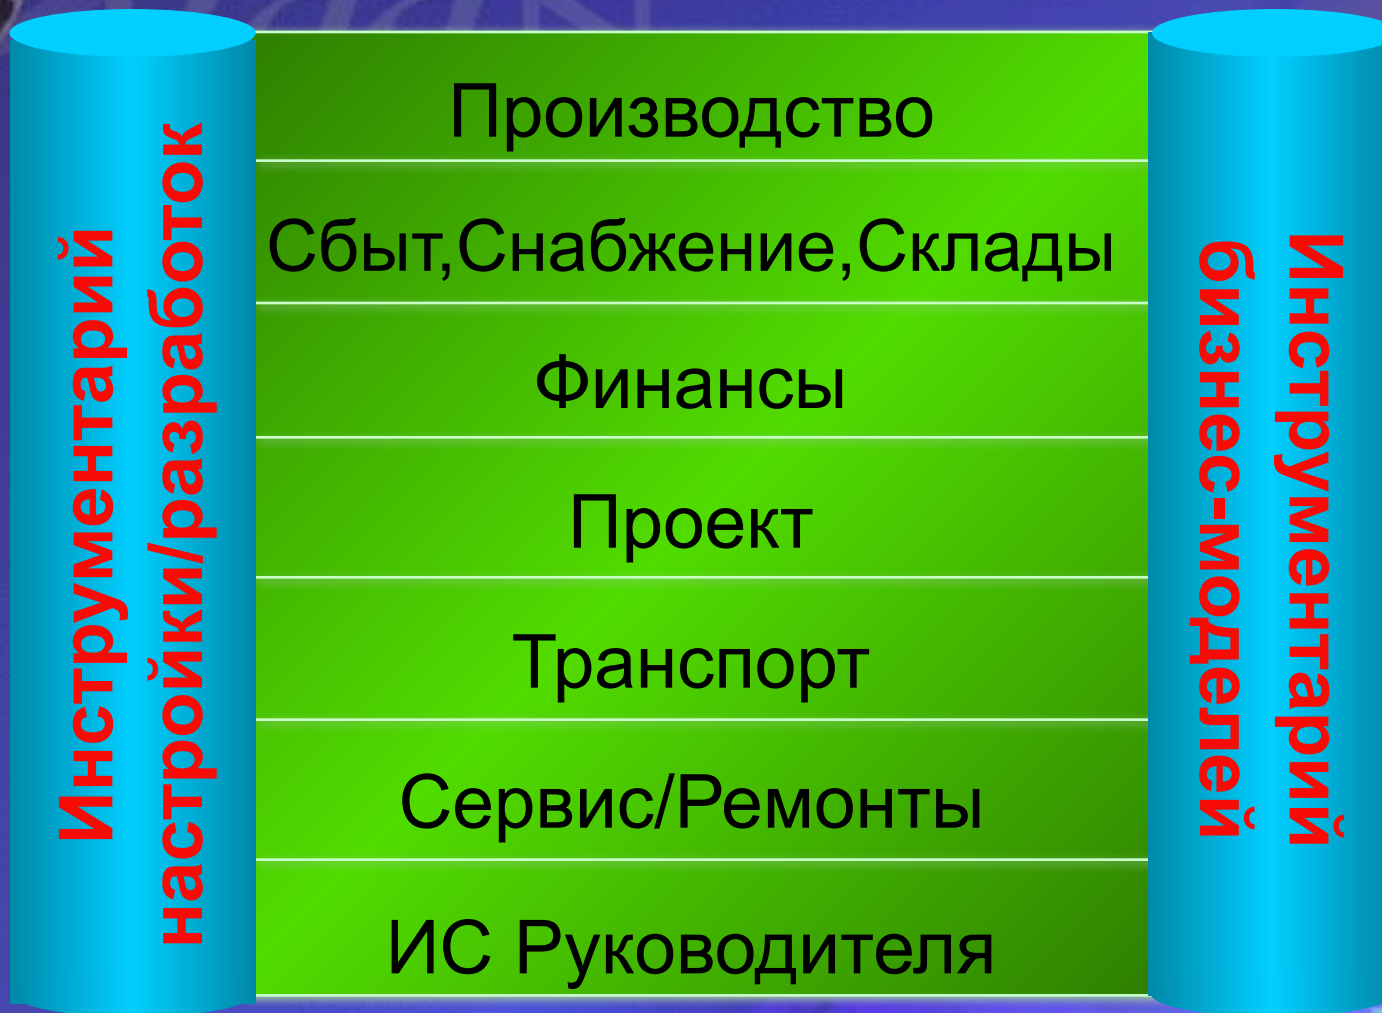 Инструментарий
настройки/разработок
Производство
Сбыт,Снабжение,Склады
Финансы
Проект
Транспорт
Сервис/Ремонты
ИС Руководителя
Инструментарий
бизнес-моделей